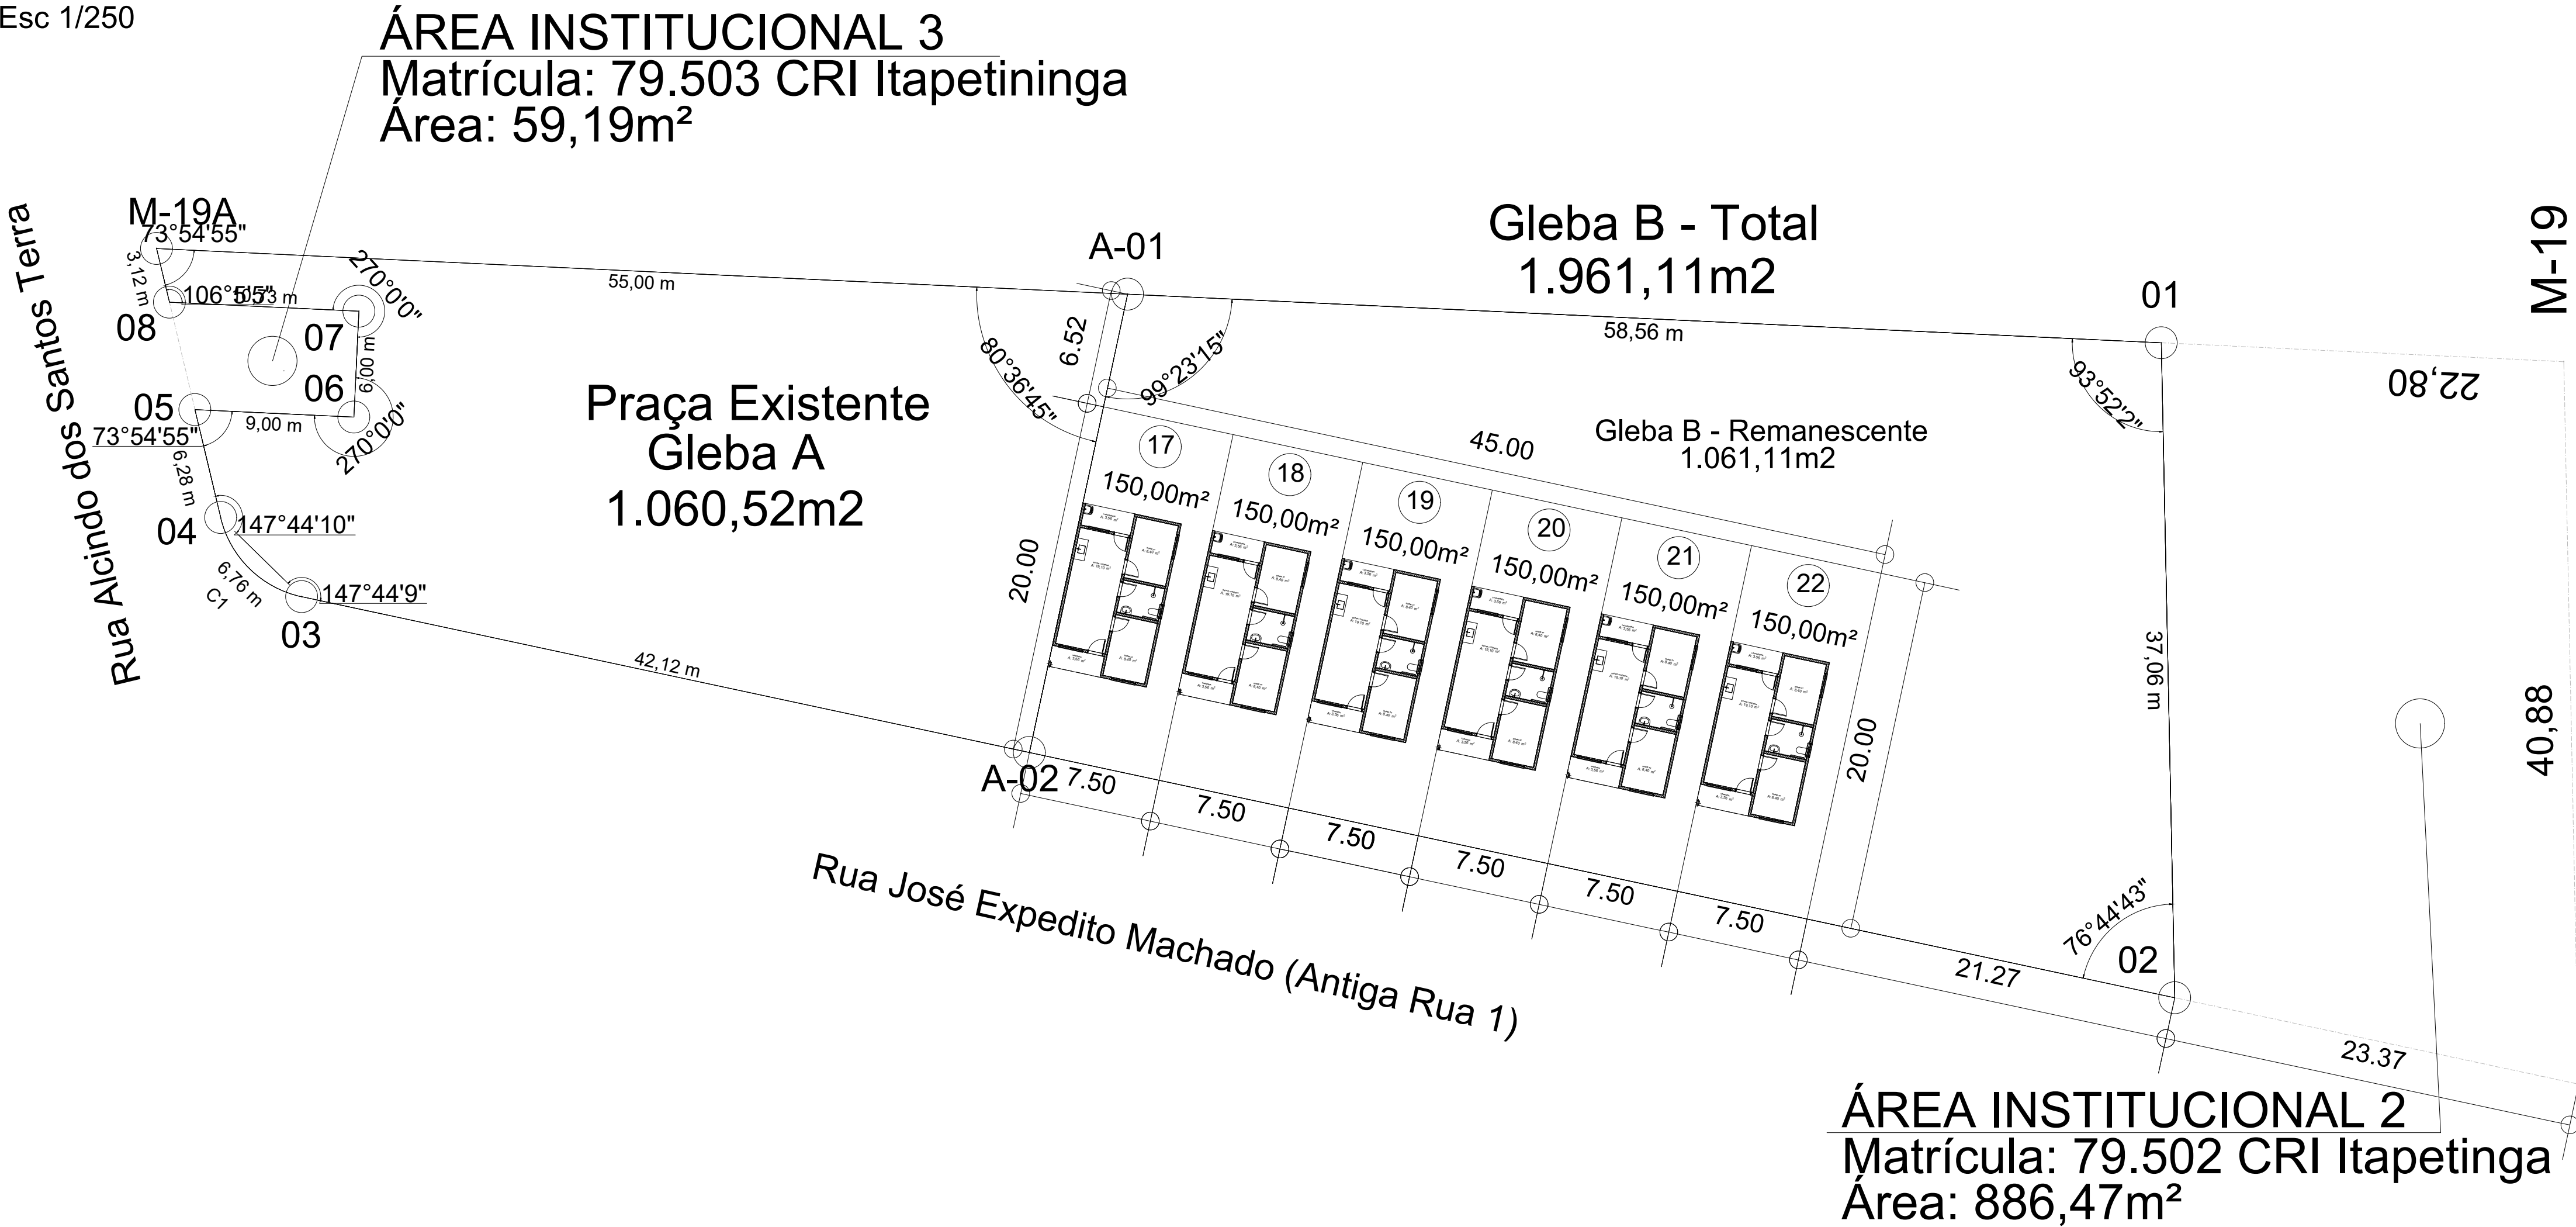 Esc 1/250
ÁREA INSTITUCIONAL 3
Matrícula: 79.503 CRI Itapetininga
Área: 59,19m²
Rua Alcindo dos Santos Terra
M-19A
73°54'55"
3,12 m
08
106°5'5"
10,73 m
270°0'0"
07
6,00 m
06
05
9,00 m
270°0'0"
73°54'55"
6,28 m
04
147°44'10"
6,76 m
C1
147°44'9"
03
42,12 m
55,00 m
Praça Existente
Gleba A
1.060,52m2
A-01
6.52
80°36'45"
99°23'15"
20.00
A-02
Gleba B - Total
1.961,11m2
58,56 m
01
93°52'2"
M-19
22,80
45.00
Gleba B - Remanescente
1.061,11m2
17
150,00m²
18
150,00m²
19
150,00m²
20
150,00m²
21
150,00m²
22
150,00m²
20.00
37,06 m
40,88
7.50
7.50
7.50
7.50
7.50
7.50
21.27
76°44'43"
02
23.37
Rua José Expedito Machado (Antiga Rua 1)
ÁREA INSTITUCIONAL 2
Matrícula: 79.502 CRI Itapetinga
Área: 886,47m²